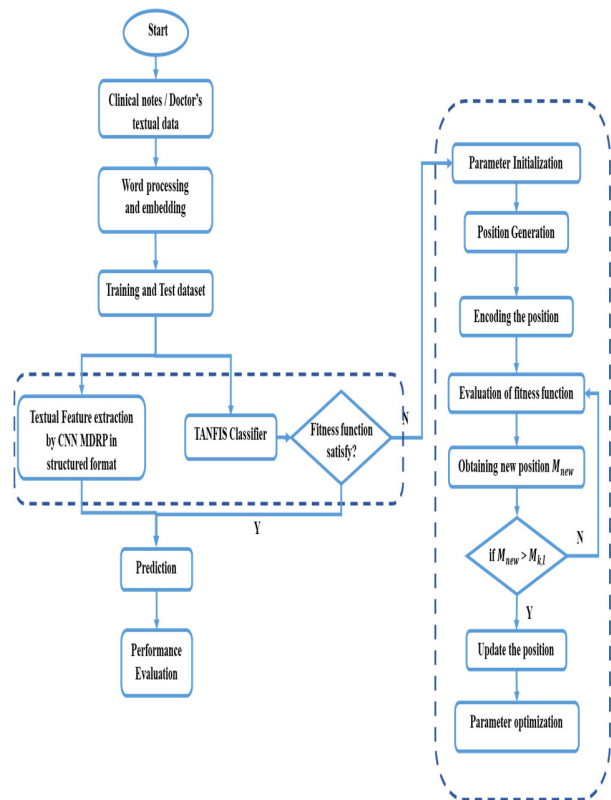 Start
Clinical notes / Doctor's
textual data
Word processing
and embedding
Training and Test dataset
Textual Feature extraction
by CNN MDRP in
structured format
TANFIS Classifier
Fitness function
satisfy?
N
Y
Prediction
Performance
Evaluation
Parameter Initialization
Position Generation
Encoding the position
Evaluation of fitness function
Obtaining new position M_new
if M_new > M_k,l
N
Y
Update the position
Parameter optimization